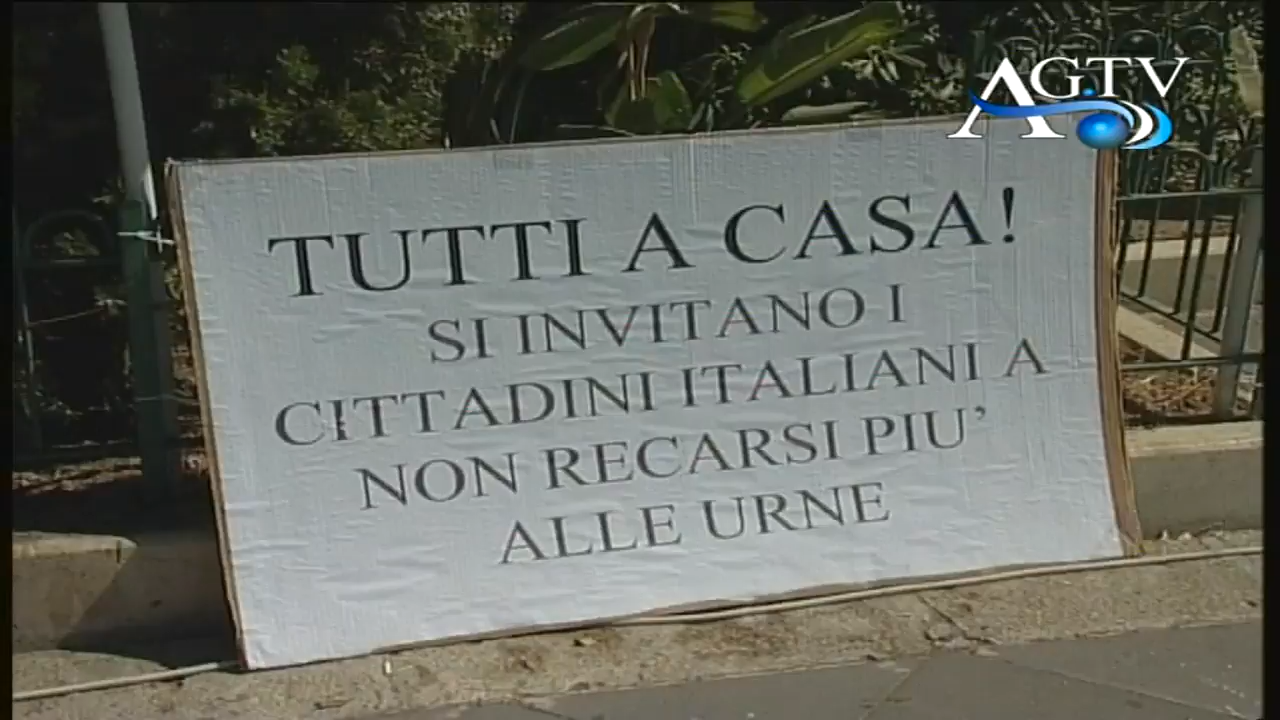 AGTV
TUTTI A CASA!
SI INVITANO I
CITTADINI ITALIANI A
NON RECARSI PIU'
ALLE URNE